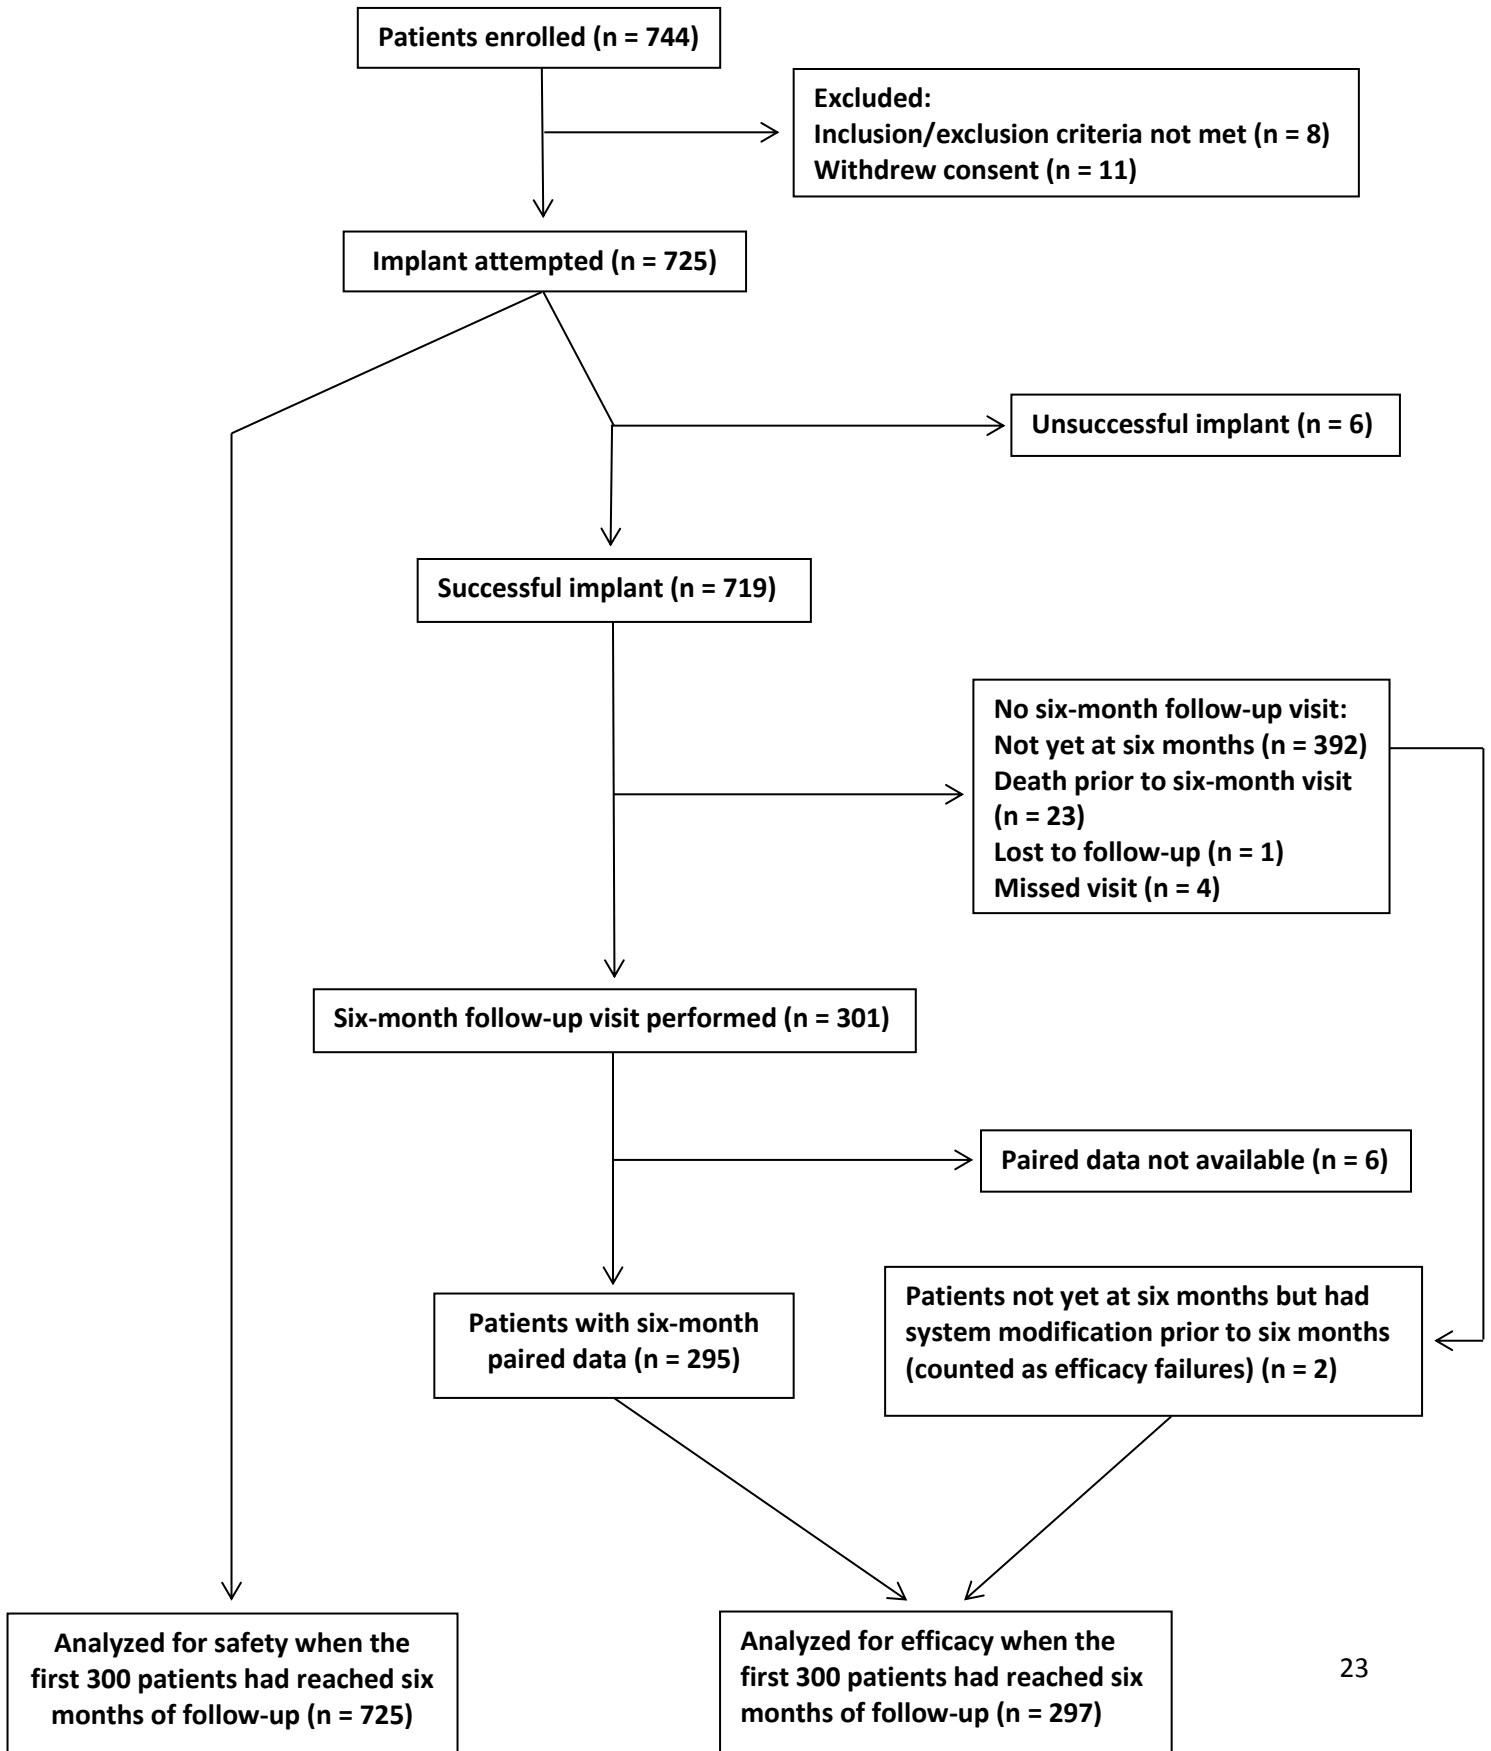 Patients enrolled (n = 744)
Excluded:
Inclusion/exclusion criteria not met (n = 8)
Withdrew consent (n = 11)
Implant attempted (n = 725)
Unsuccessful implant (n = 6)
Successful implant (n = 719)
No six-month follow-up visit:
Not yet at six months (n = 392)
Death prior to six-month visit
(n = 23)
Lost to follow-up (n = 1)
Missed visit (n = 4)
Six-month follow-up visit performed (n = 301)
Paired data not available (n = 6)
Patients with six-month
paired data (n = 295)
Patients not yet at six months but had
system modification prior to six months
(counted as efficacy failures) (n = 2)
Analyzed for safety when the
first 300 patients had reached six
months of follow-up (n = 725)
Analyzed for efficacy when the
first 300 patients had reached six
months of follow-up (n = 297)
23